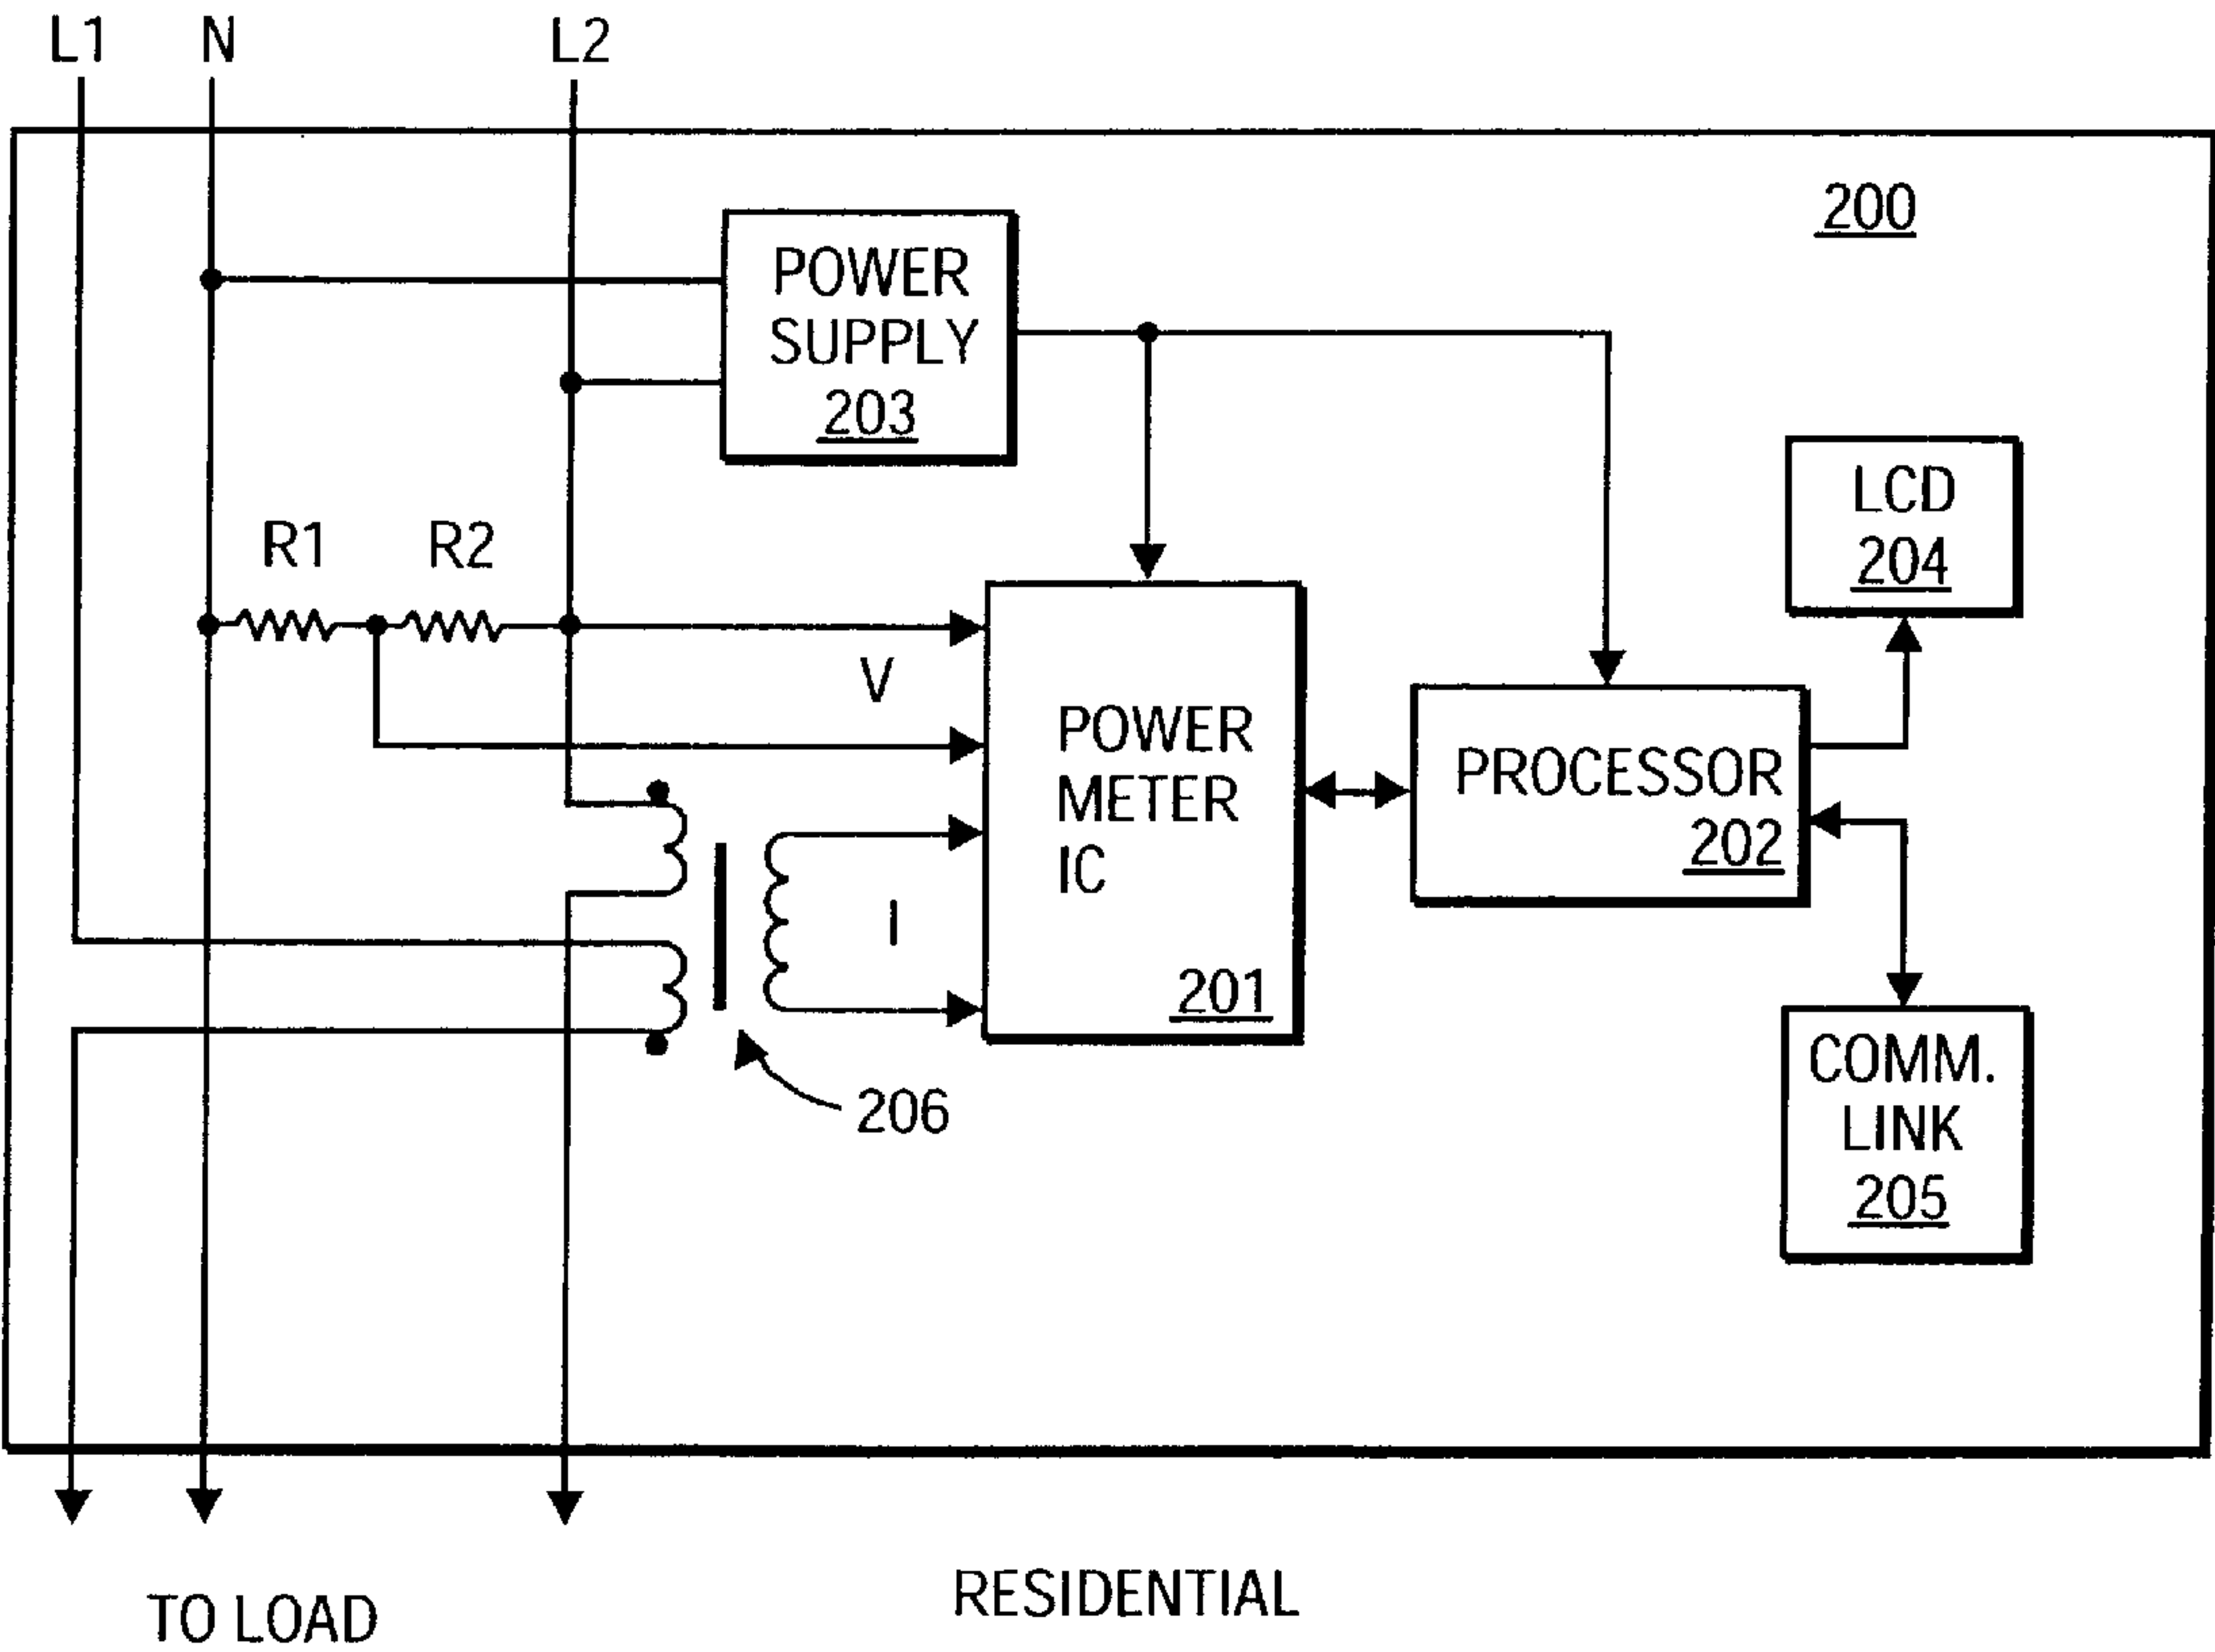 L1 N L2
200
POWER
SUPPLY
203
LCD
204
R1 R2
V
POWER
METER
IC
201
PROCESSOR
202
I
206
COMM.
LINK
205
TO LOAD
RESIDENTIAL